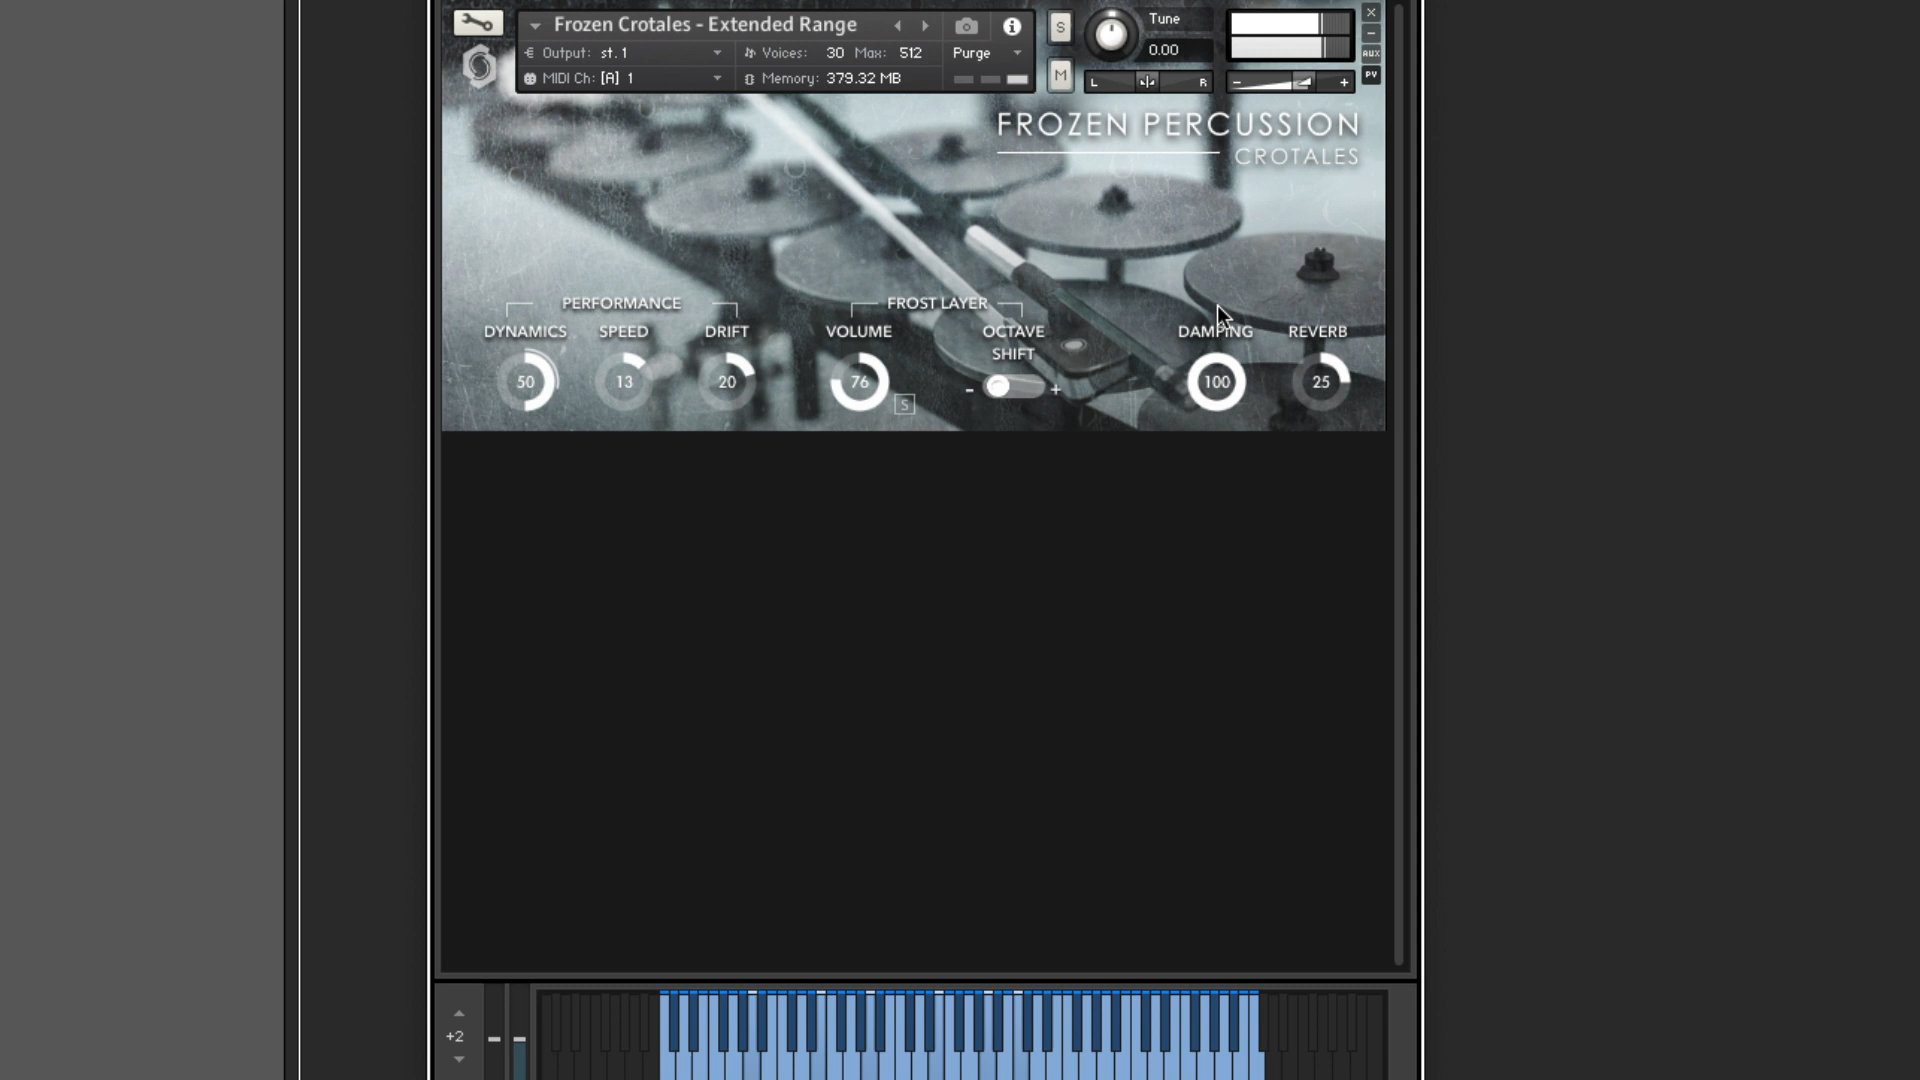 Frozen Crotales - Extended Range
Output: st.1
Voices: 30 Max: 512
Purge
MIDI Ch: [A] 1
Memory: 379.32 MB
S
M
Tune
0.00
L
R
-
+
×
-
AUX
PV
FROZEN PERCUSSION
CROTALES
PERFORMANCE
FROST LAYER
DYNAMICS SPEED DRIFT VOLUME OCTAVE SHIFT DAMPING REVERB
50 13 20 76 S - + 100 25
+2